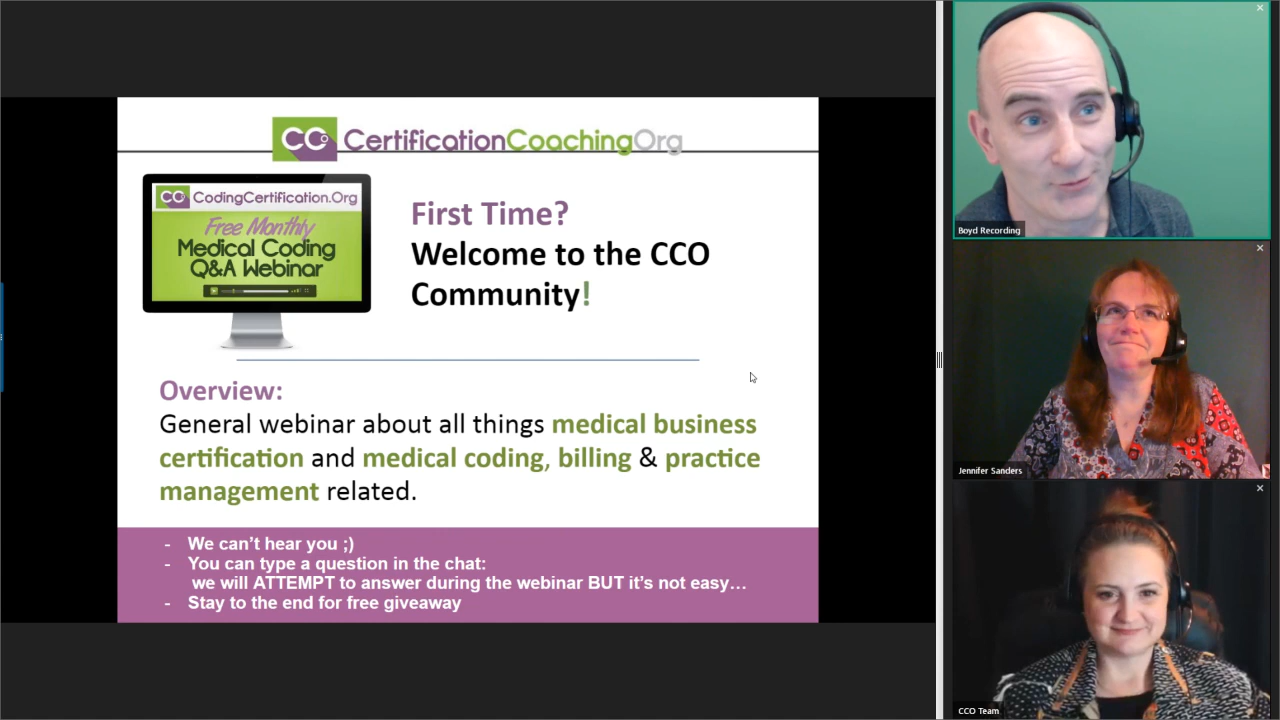 CCO CertificationCoachingOrg
CCO CodingCertification.Org
Free Monthly
Medical Coding
Q&A Webinar
First Time?
Welcome to the CCO
Community!
Overview:
General webinar about all things medical business
certification and medical coding, billing & practice
management related.
- We can't hear you ;)
- You can type a question in the chat:
we will ATTEMPT to answer during the webinar BUT it's not easy…
- Stay to the end for free giveaway
Boyd Recording
Jennifer Sanders
CCO Team